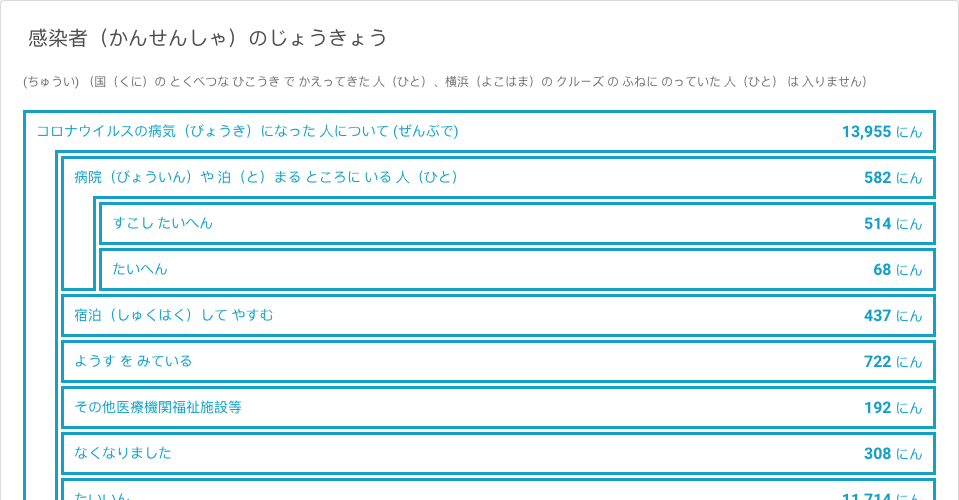 感染者（かんせんしゃ）のじょうきょう
(ちゅうい) （国（くに）の とくべつな ひこうき で かえってきた 人（ひと）、横浜（よこはま）の クルーズ の ふねに のっていた 人（ひと） は 入りません）
コロナウイルスの病気（びょうき）になった 人について (ぜんぶで) 13,955 にん
病院（びょういん）や 泊（と）まる ところに いる 人（ひと） 582 にん
すこし たいへん 514 にん
たいへん 68 にん
宿泊（しゅくはく）して やすむ 437 にん
ようす を みている 722 にん
その他医療機関福祉施設等 192 にん
なくなりました 308 にん
たいいん 11,714 にん